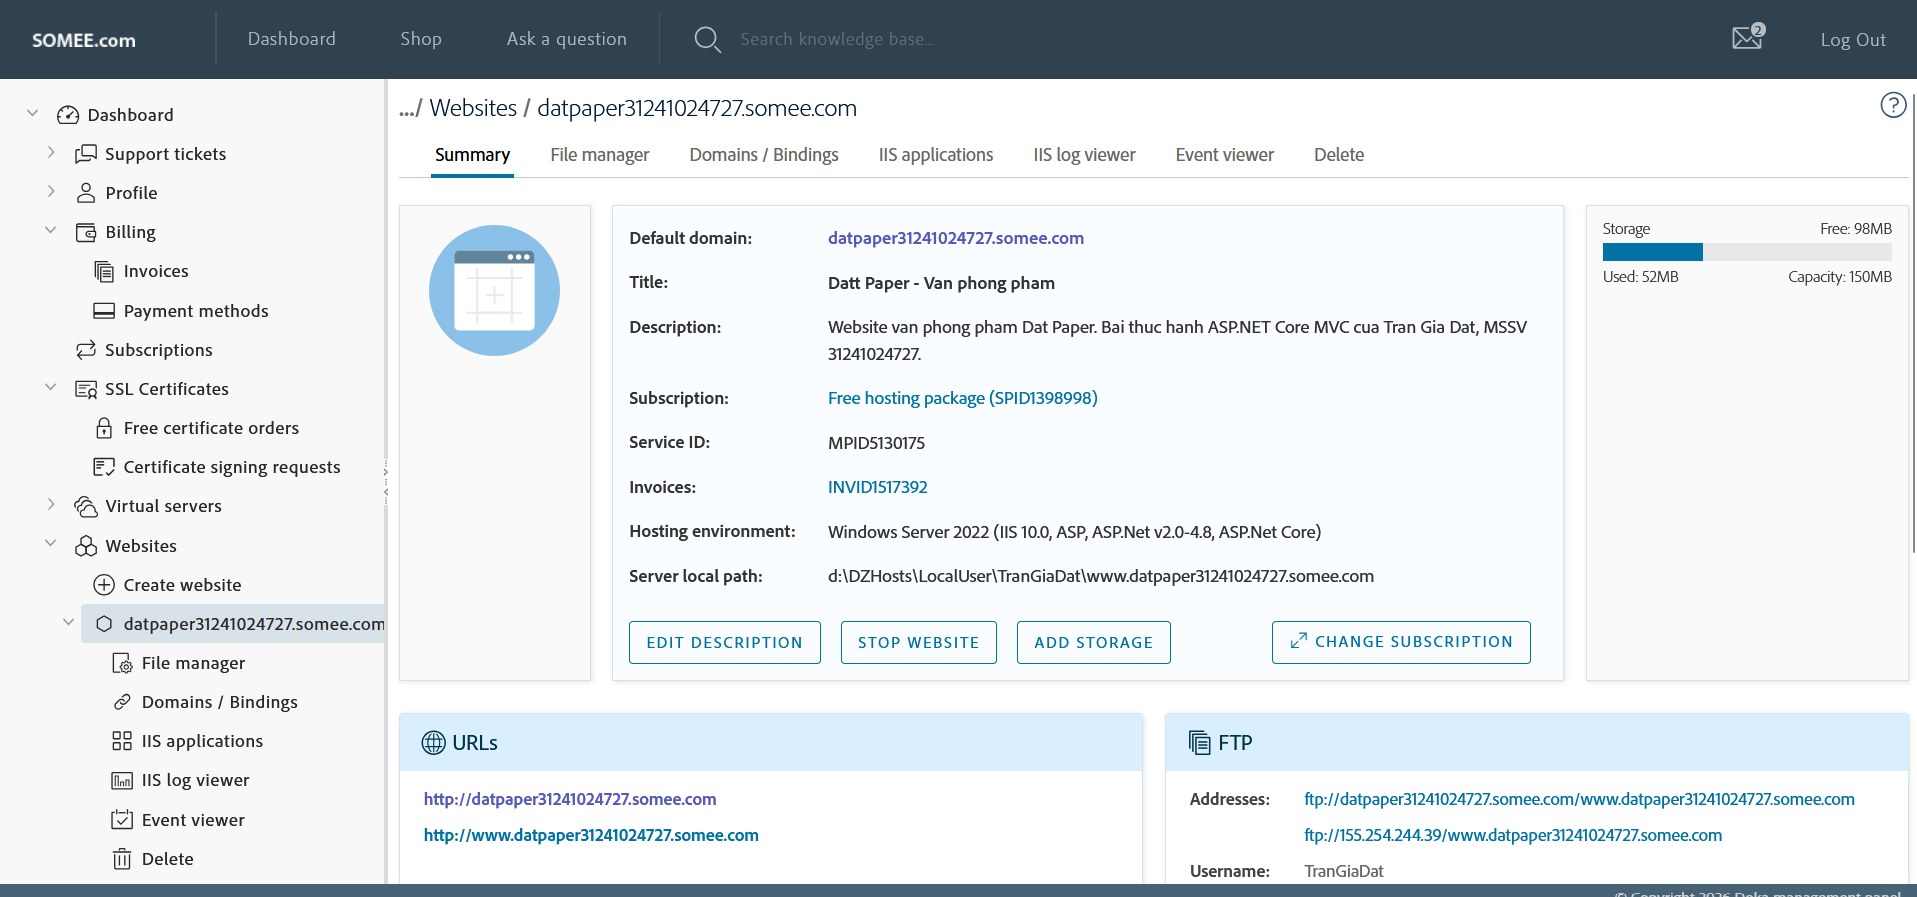 SOMEE.com
Dashboard
Shop
Ask a question
Search knowledge base...
2
Log Out
Dashboard
Support tickets
Profile
Billing
Invoices
Payment methods
Subscriptions
SSL Certificates
Free certificate orders
Certificate signing requests
Virtual servers
Websites
Create website
datpaper31241024727.somee.com
File manager
Domains / Bindings
IIS applications
IIS log viewer
Event viewer
Delete
.../ Websites / datpaper31241024727.somee.com
?
Summary
File manager
Domains / Bindings
IIS applications
IIS log viewer
Event viewer
Delete
Default domain: datpaper31241024727.somee.com
Title: Datt Paper - Van phong pham
Description: Website van phong pham Dat Paper. Bai thuc hanh ASP.NET Core MVC cua Tran Gia Dat, MSSV
31241024727.
Subscription: Free hosting package (SPID1398998)
Service ID: MPID5130175
Invoices: INVID1517392
Hosting environment: Windows Server 2022 (IIS 10.0, ASP, ASP.Net v2.0-4.8, ASP.Net Core)
Server local path: d:\DZHosts\LocalUser\TranGiaDat\www.datpaper31241024727.somee.com
EDIT DESCRIPTION
STOP WEBSITE
ADD STORAGE
CHANGE SUBSCRIPTION
Storage Free: 98MB
Used: 52MB Capacity: 150MB
URLs
http://datpaper31241024727.somee.com
http://www.datpaper31241024727.somee.com
FTP
Addresses: ftp://datpaper31241024727.somee.com/www.datpaper31241024727.somee.com
ftp://155.254.244.39/www.datpaper31241024727.somee.com
Username: TranGiaDat
© Copyright 2026 Doka management panel